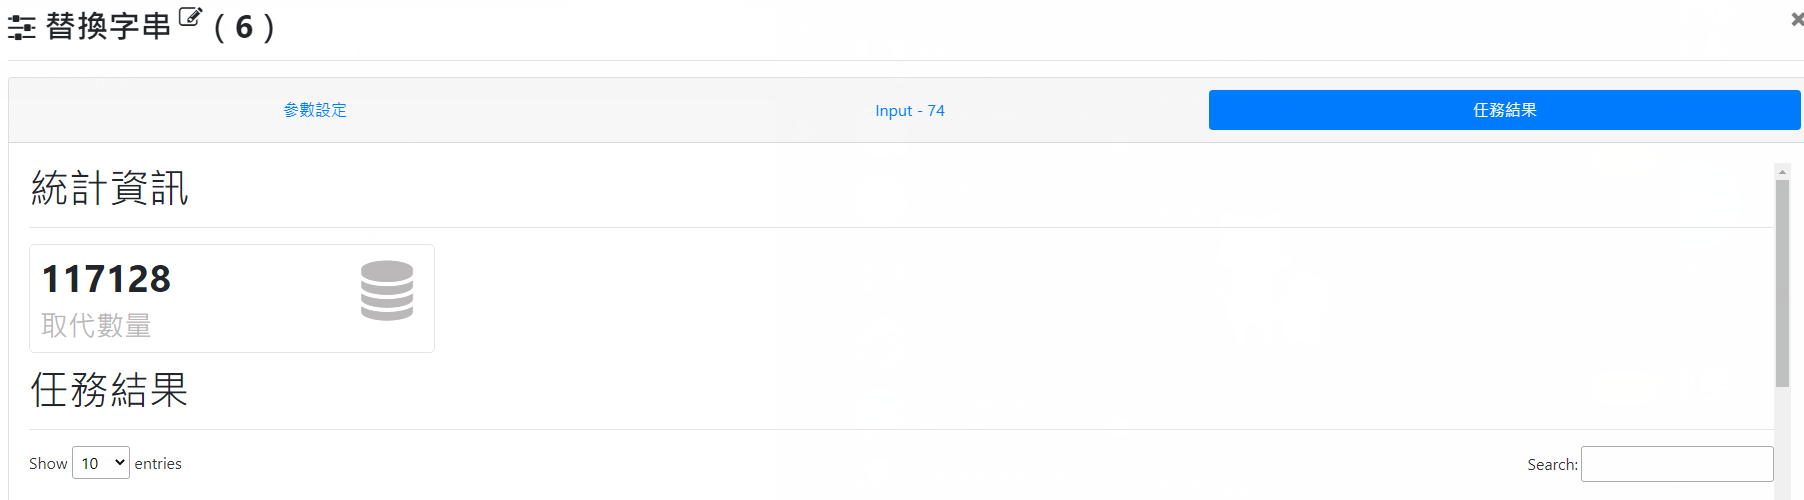 替換字串 ( 6 )
參數設定 Input - 74 任務結果
統計資訊
117128
取代數量
任務結果
Show 10 entries Search: